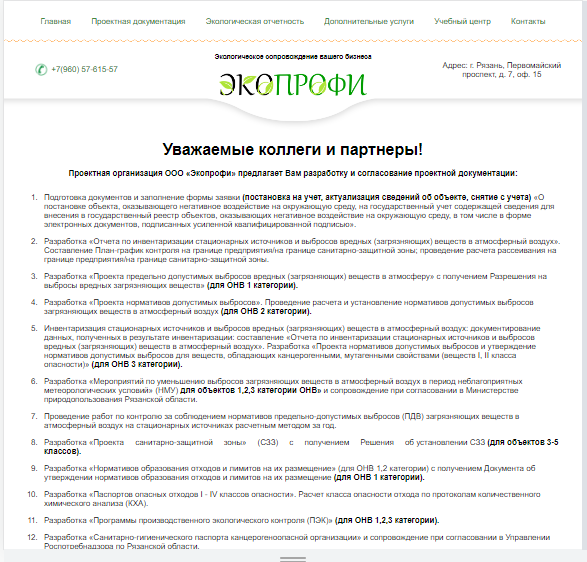 Главная Проектная документация Экологическая отчетность Дополнительные услуги Учебный центр Контакты
+7(960) 57-615-57
Экологическое сопровождение вашего бизнеса
ЭКОПРОФИ
Адрес: г. Рязань, Первомайский
проспект, д. 7, оф. 15
Уважаемые коллеги и партнеры!
Проектная организация ООО «Экопрофи» предлагает Вам разработку и согласование проектной документации:
1. Подготовка документов и заполнение формы заявки (постановка на учет, актуализация сведений об объекте, снятие с учета) «О
постановке объекта, оказывающего негативное воздействие на окружающую среду, на государственный учет содержащей сведения для
внесения в государственный реестр объектов, оказывающих негативное воздействие на окружающую среду, в том числе в форме
электронных документов, подписанных усиленной квалифицированной подписью».
2. Разработка «Отчета по инвентаризации стационарных источников и выбросов вредных (загрязняющих) веществ в атмосферный воздух».
Составление План-график контроля на границе предприятия/на границе санитарно-защитной зоны; проведение расчета рассеивания на
границе предприятия/на границе санитарно-защитной зоны.
3. Разработка «Проекта предельно допустимых выбросов вредных (загрязняющих) веществ в атмосферу» с получением Разрешения на
выбросы вредных загрязняющих веществ» (для ОНВ 1 категории).
4. Разработка «Проекта нормативов допустимых выбросов». Проведение расчета и установление нормативов допустимых выбросов
загрязняющих веществ в атмосферный воздух (для ОНВ 2 категории).
5. Инвентаризация стационарных источников и выбросов вредных (загрязняющих) веществ в атмосферный воздух: документирование
данных, полученных в результате инвентаризации: составление «Отчета по инвентаризации стационарных источников и выбросов
вредных (загрязняющих) веществ в атмосферный воздух». Разработка «Проекта нормативов допустимых выбросов и утверждение
нормативов допустимых выбросов для веществ, обладающих канцерогенными, мутагенными свойствами (веществ I, II класса
опасности)» (для ОНВ 3 категории).
6. Разработка «Мероприятий по уменьшению выбросов загрязняющих веществ в атмосферный воздух в период неблагоприятных
метеорологических условий» (НМУ) для объектов 1,2,3 категории ОНВ» и сопровождение при согласовании в Министерстве
природопользования Рязанской области.
7. Проведение работ по контролю за соблюдением нормативов предельно-допустимых выбросов (ПДВ) загрязняющих веществ в
атмосферный воздух на стационарных источниках расчетным методом за год.
8. Разработка «Проекта санитарно-защитной зоны» (СЗЗ) с получением Решения об установлении СЗЗ (для объектов 3-5
классов).
9. Разработка «Нормативов образования отходов и лимитов на их размещение» (для ОНВ 1,2 категории) с получением Документа об
утверждении нормативов образования отходов и лимитов на их размещение (для ОНВ 1 категории).
10. Разработка «Паспортов опасных отходов I - IV классов опасности». Расчет класса опасности отхода по протоколам количественного
химического анализа (КХА).
11. Разработка «Программы производственного экологического контроля (ПЭК)» (для ОНВ 1,2,3 категории).
12. Разработка «Санитарно-гигиенического паспорта канцерогеноопасной организации» и сопровождение при согласовании в Управлении
Роспотребнадзора по Рязанской области.